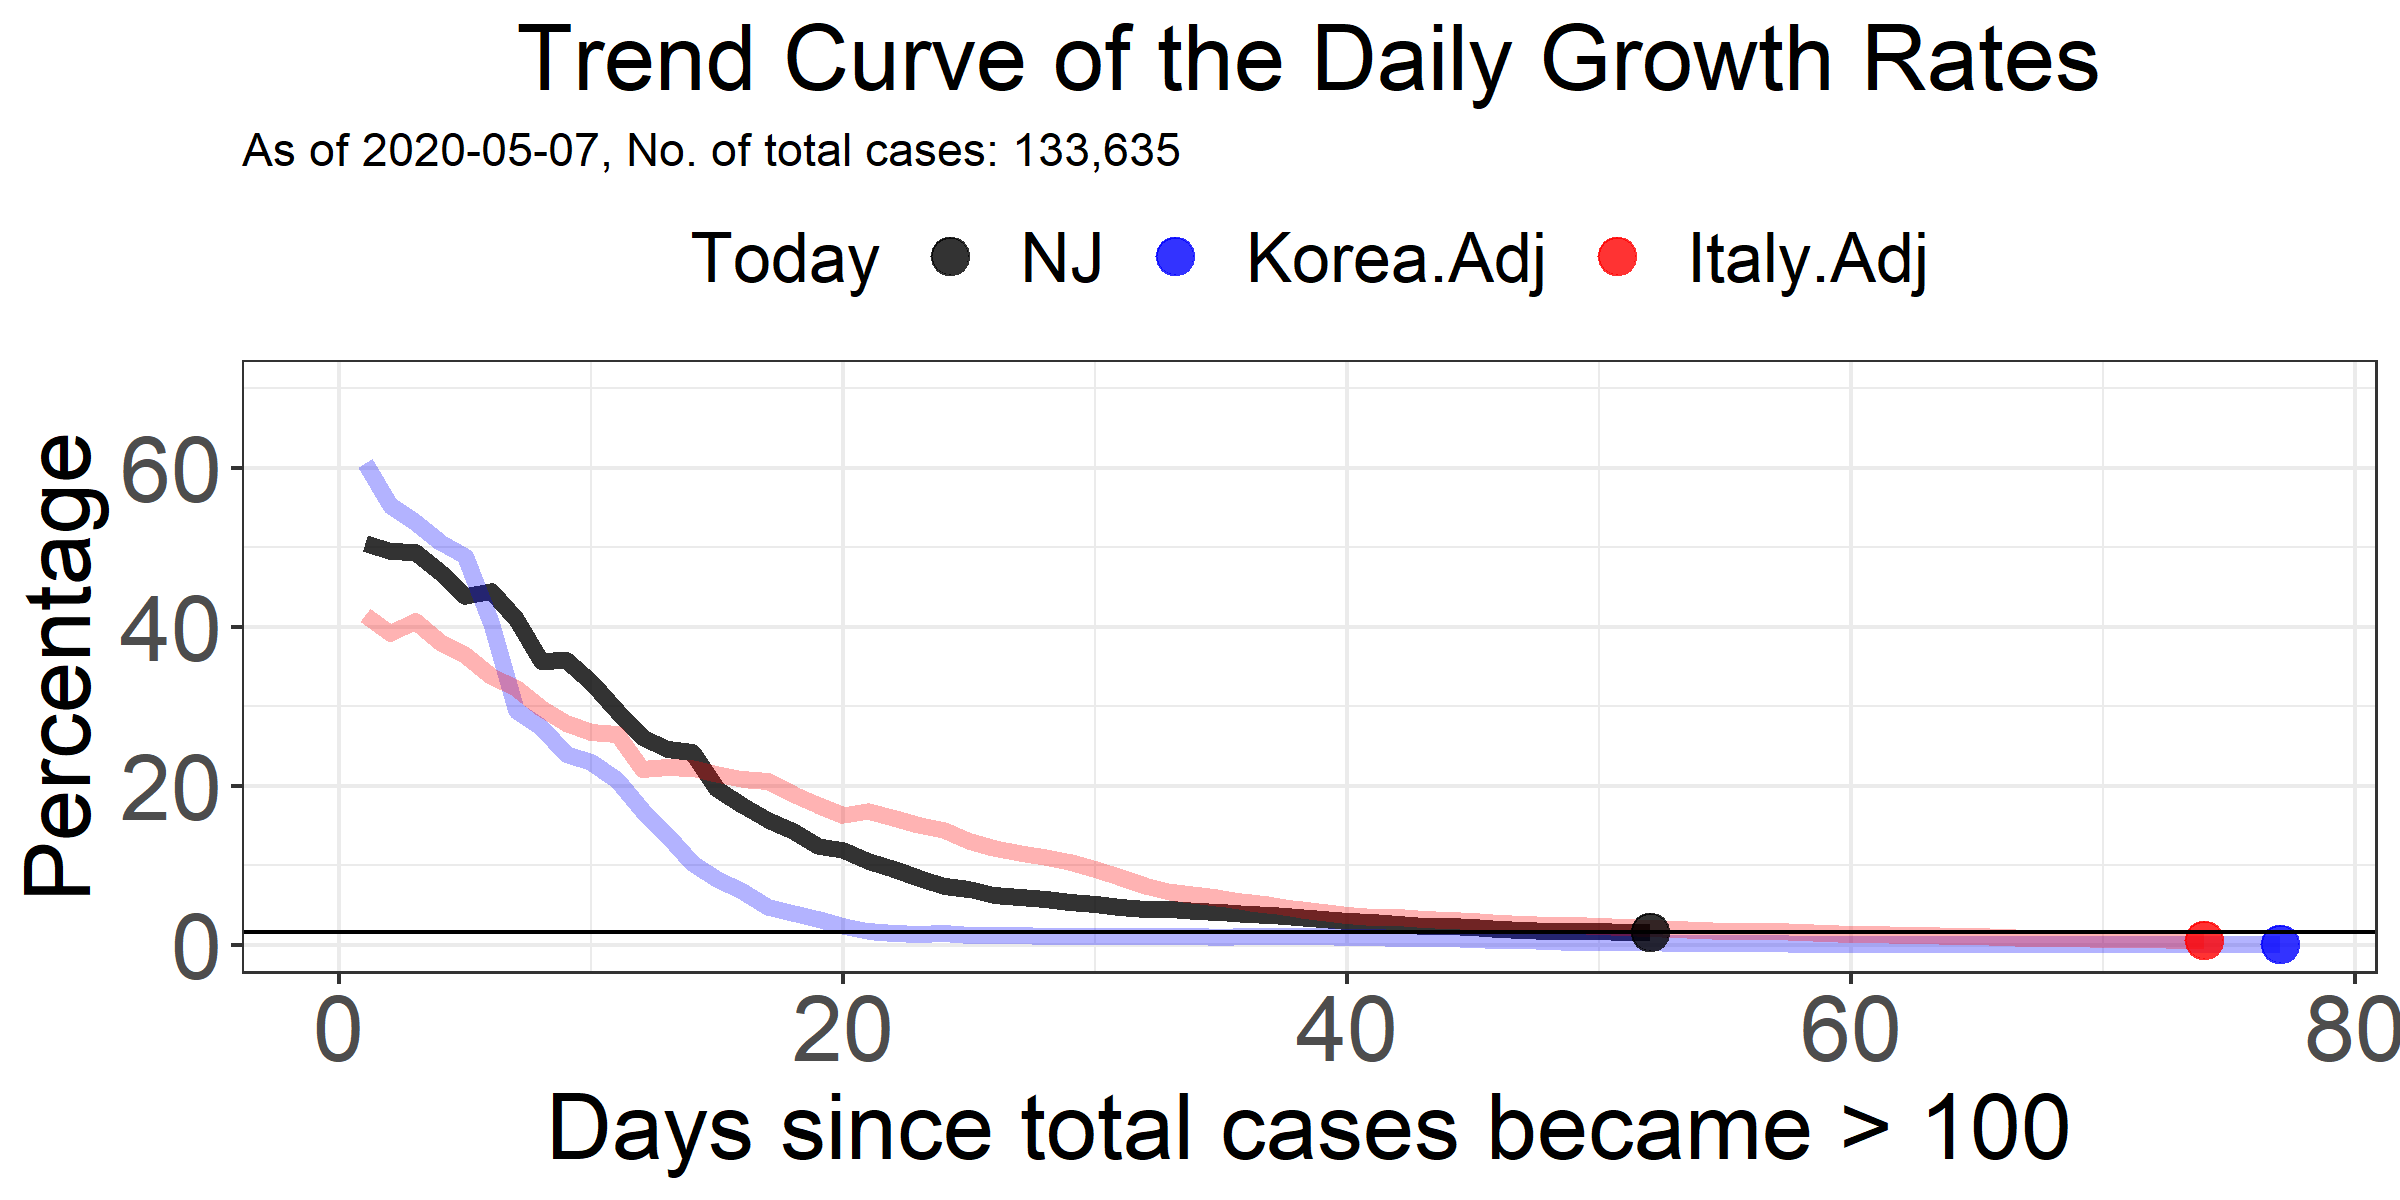 Trend Curve of the Daily Growth Rates
As of 2020-05-07, No. of total cases: 133,635
Today NJ Korea.Adj Italy.Adj
Percentage
60
40
20
0
0 20 40 60 80
Days since total cases became > 100